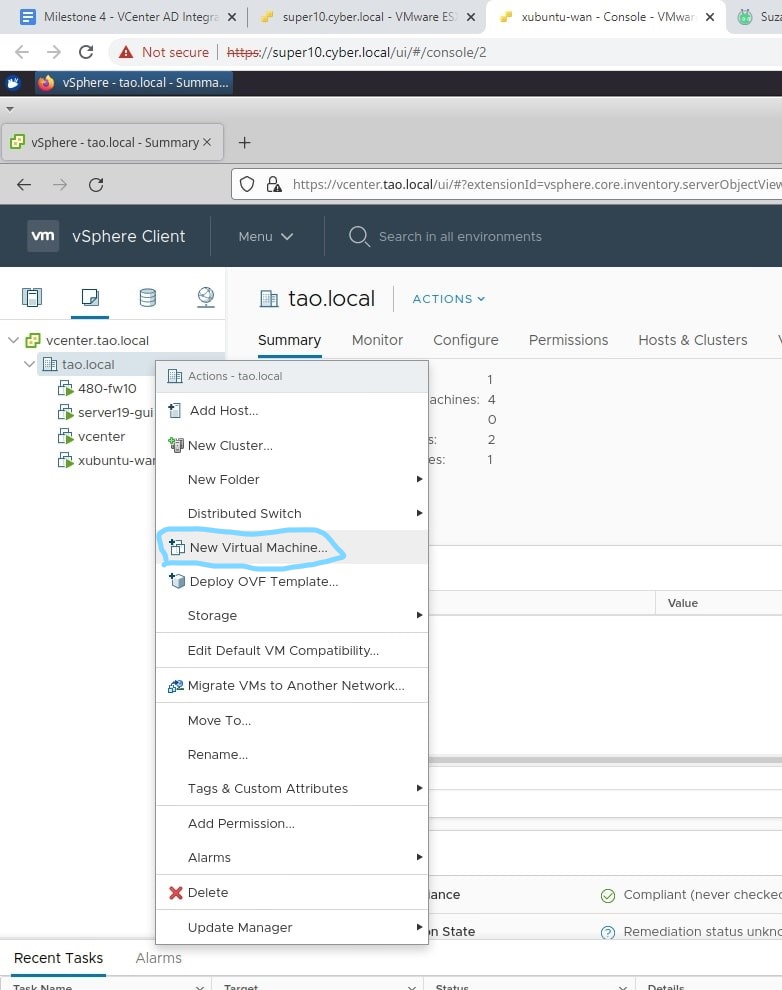 Milestone 4 - VCenter AD Integra
super10.cyber.local - VMware ES
xubuntu-wan - Console - VMwar
Suza
Not secure https://super10.cyber.local/ui/#/console/2
vSphere - tao.local - Summa...
vSphere - tao.local - Summary
https://vcenter.tao.local/ui/#?extensionId=vsphere.core.inventory.serverObjectView
vm vSphere Client Menu Search in all environments
tao.local ACTIONS
Summary Monitor Configure Permissions Hosts & Clusters
vcenter.tao.local
tao.local
480-fw10
server19-gui
vcenter
xubuntu-wan
Actions - tao.local
Add Host...
New Cluster...
New Folder
Distributed Switch
New Virtual Machine...
Deploy OVF Template...
Storage
Edit Default VM Compatibility...
Migrate VMs to Another Network...
Move To...
Rename...
Tags & Custom Attributes
Add Permission...
Alarms
Delete
Update Manager
1
achines: 4
0
s: 2
es: 1
Value
iance Compliant (never checked
on State Remediation status unkno
Recent Tasks Alarms
Task Name Target Status Details